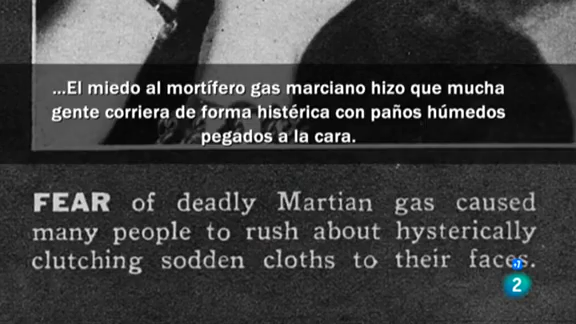 ...El miedo al mortífero gas marciano hizo que mucha
gente corriera de forma histérica con paños húmedos
pegados a la cara.
FEAR of deadly Martian gas caused
many people to rush about hysterically
clutching sodden cloths to their faces.
2